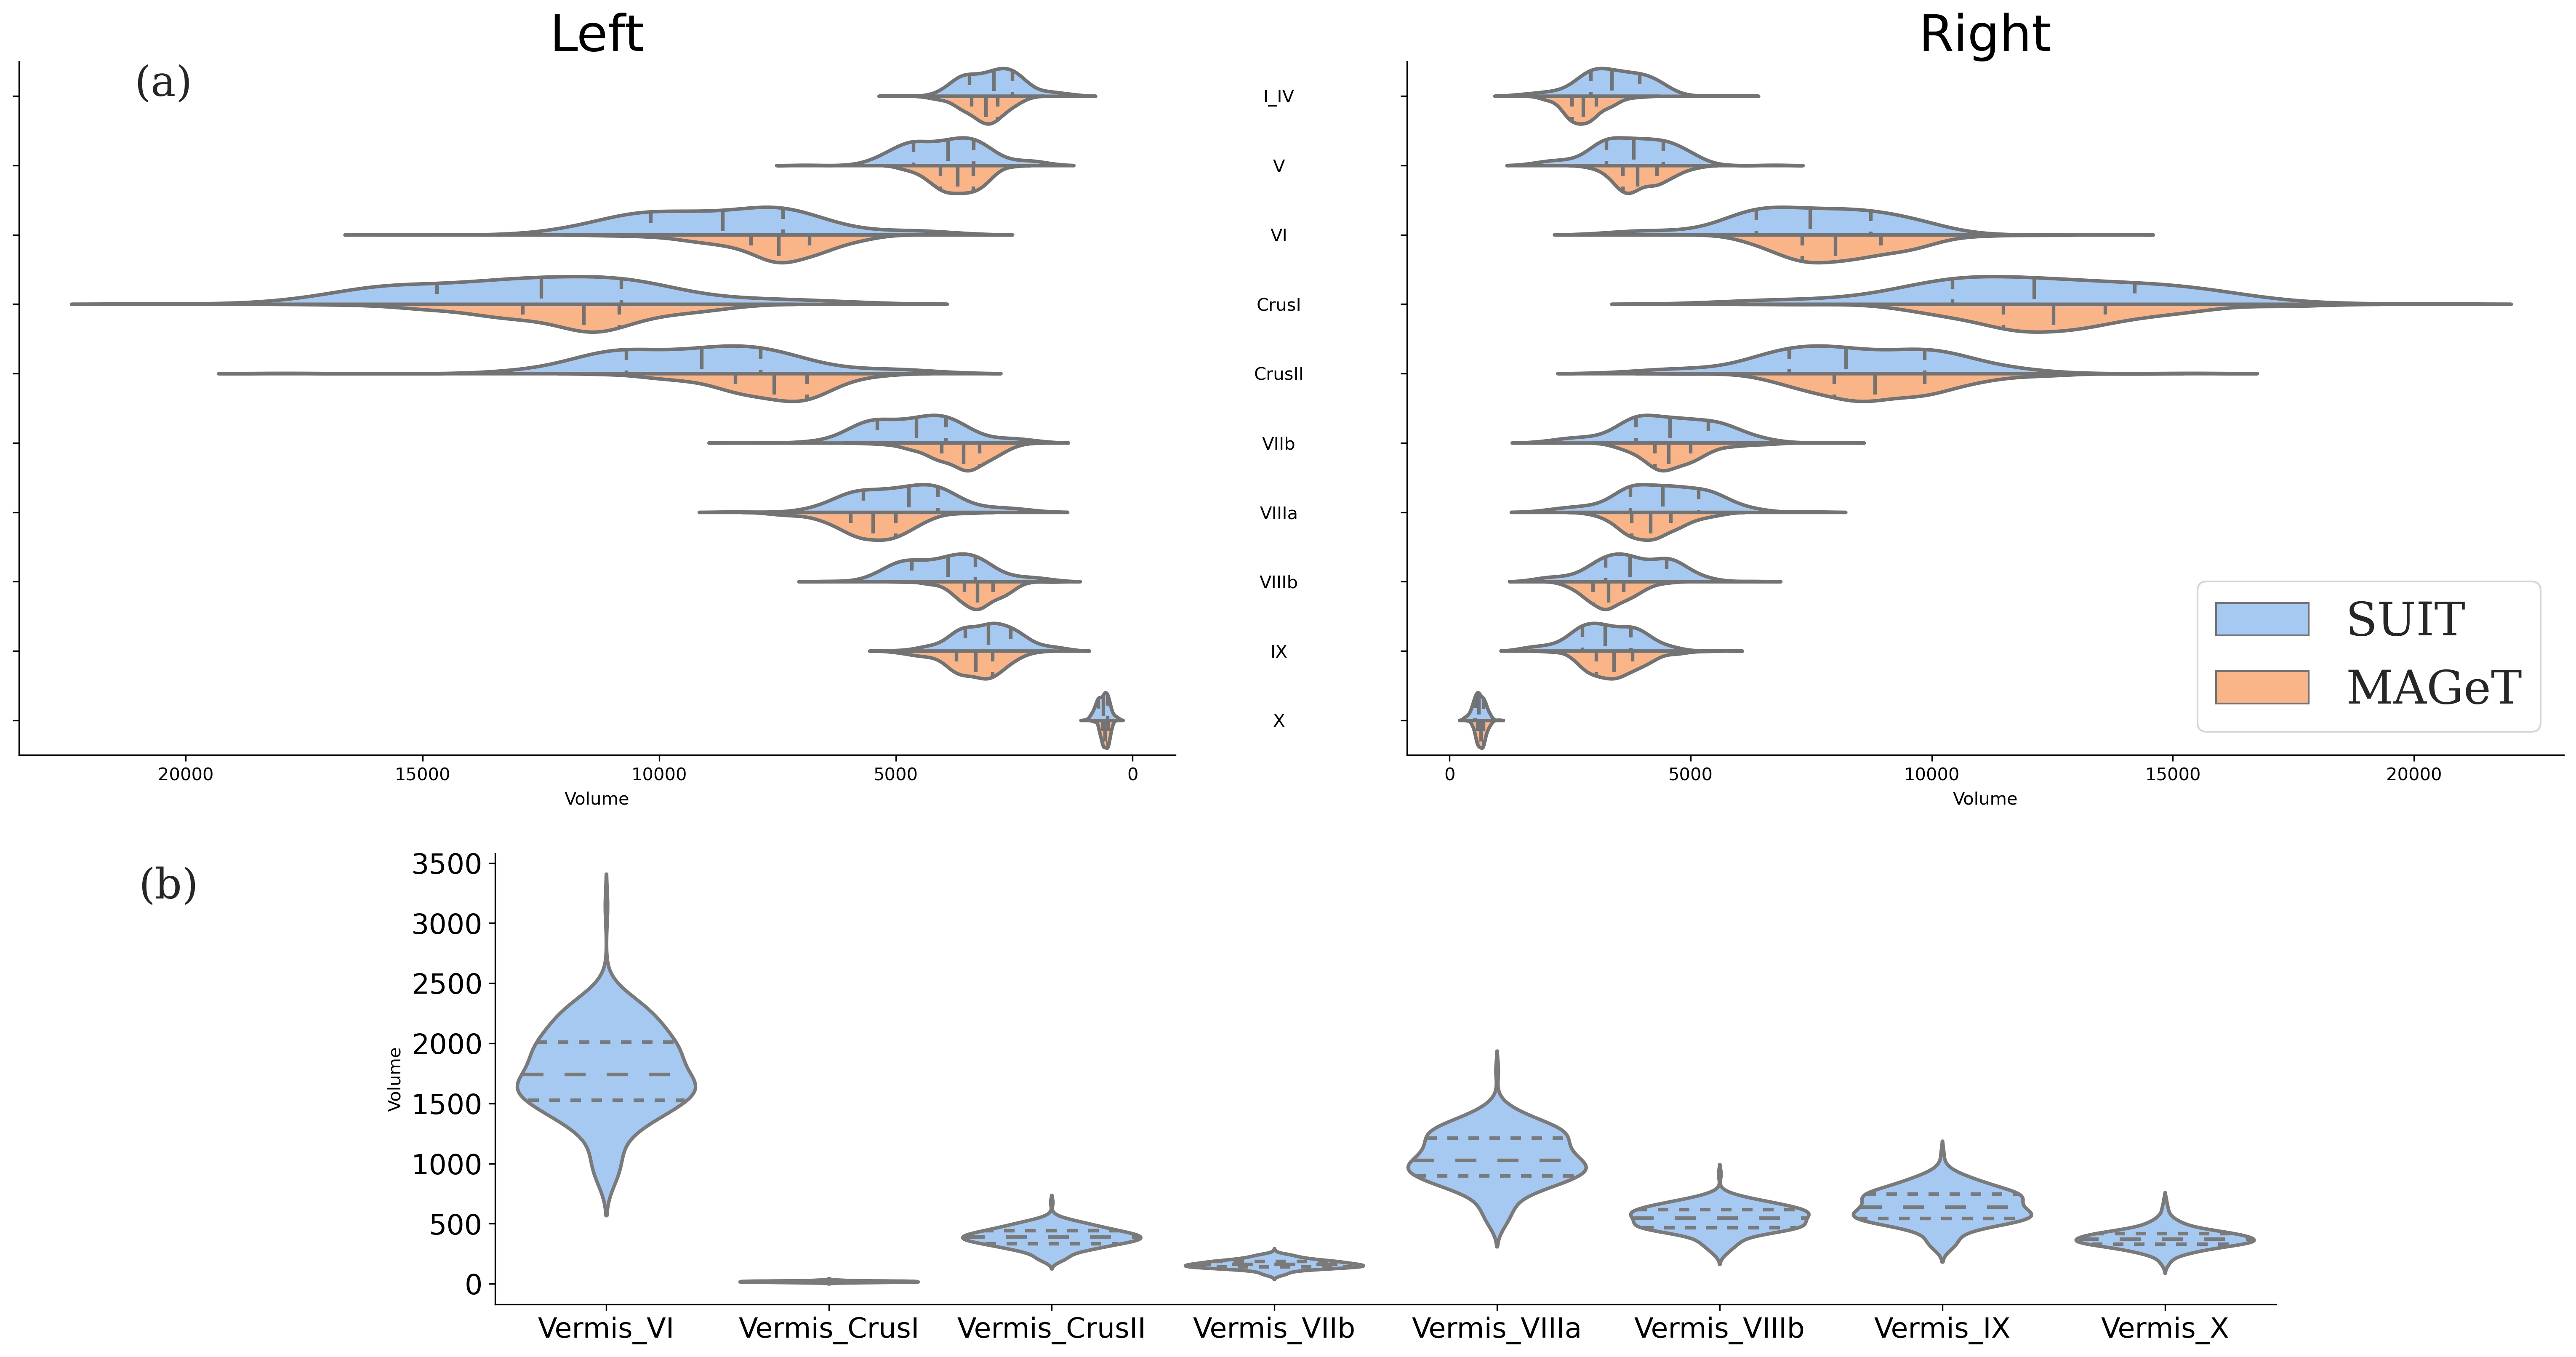 Left
Right
(a)
I_IV
V
VI
CrusI
CrusII
VIIb
VIIIa
VIIIb
IX
X
SUIT
MAGeT
20000 15000 10000 5000 0
0 5000 10000 15000 20000
Volume
Volume
(b)
3500
3000
2500
2000
1500
1000
500
0
Volume
Vermis_VI Vermis_CrusI Vermis_CrusII Vermis_VIIb Vermis_VIIIa Vermis_VIIIb Vermis_IX Vermis_X